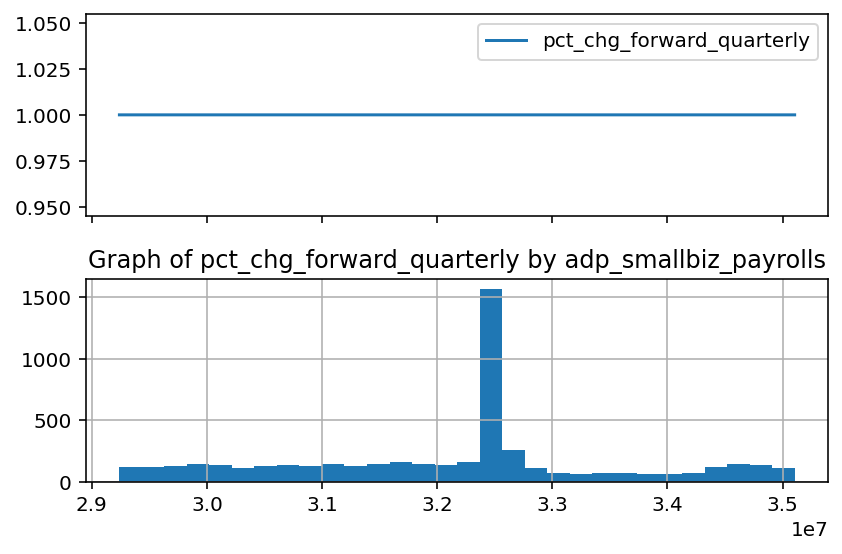 1.050
pct_chg_forward_quarterly
1.025
1.000
0.975
0.950
Graph of pct_chg_forward_quarterly by adp_smallbiz_payrolls
1500
1000
500
0
2.9 3.0 3.1 3.2 3.3 3.4 3.5
1e7